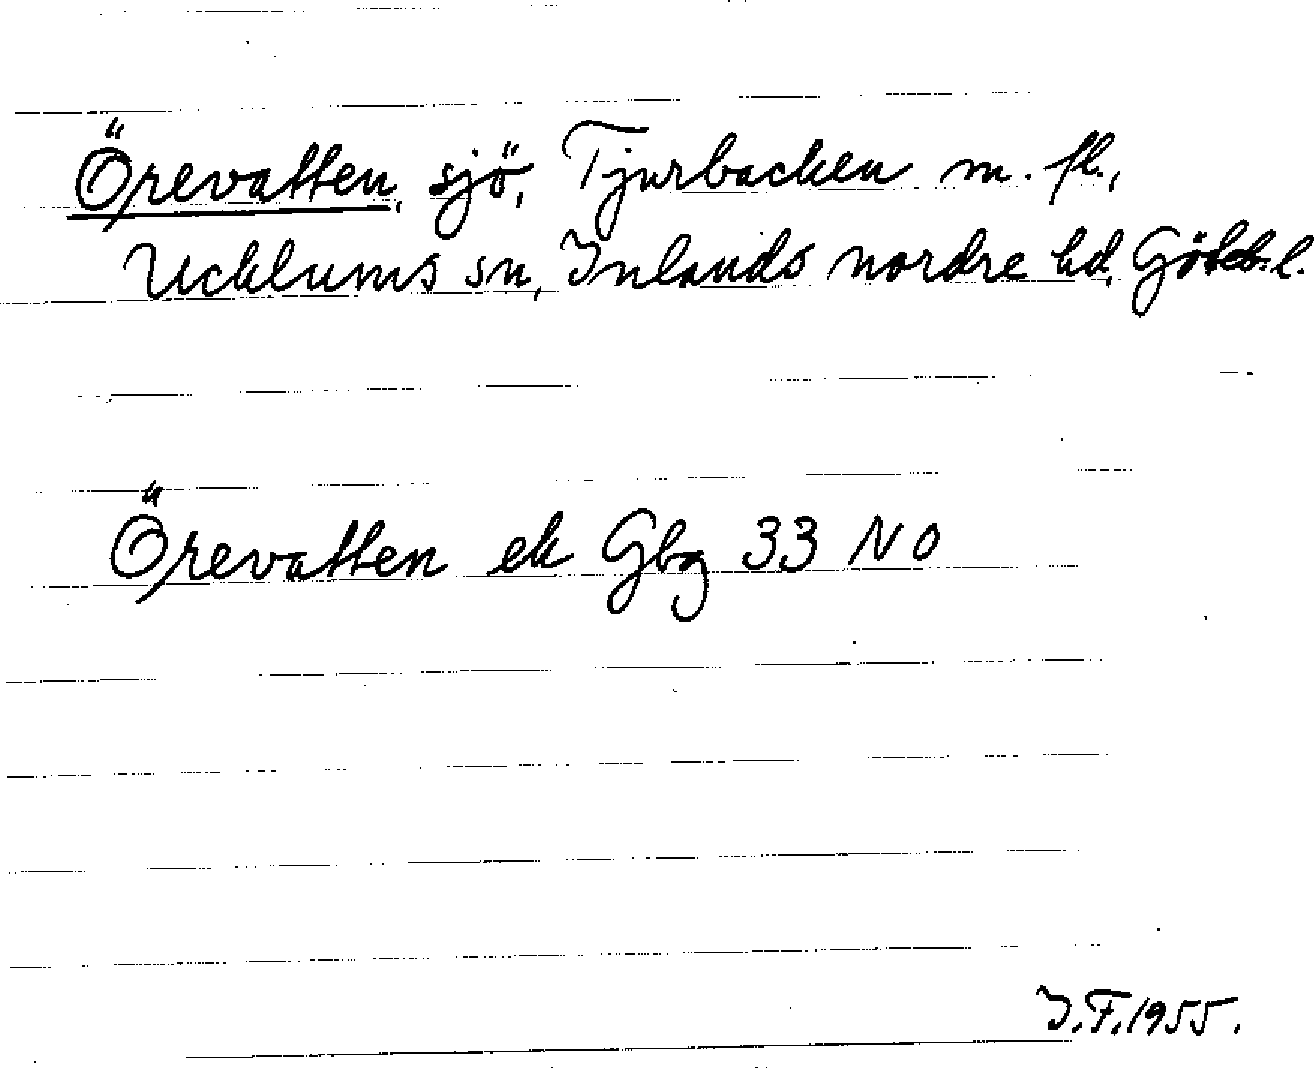 Örevatten, sjö, Tjurbacken m. fl.,
Ucklums sn, Inlands nordre hd, Göteb. l.
Örevatten ek Gbg 33 NO
I.F. 1955.